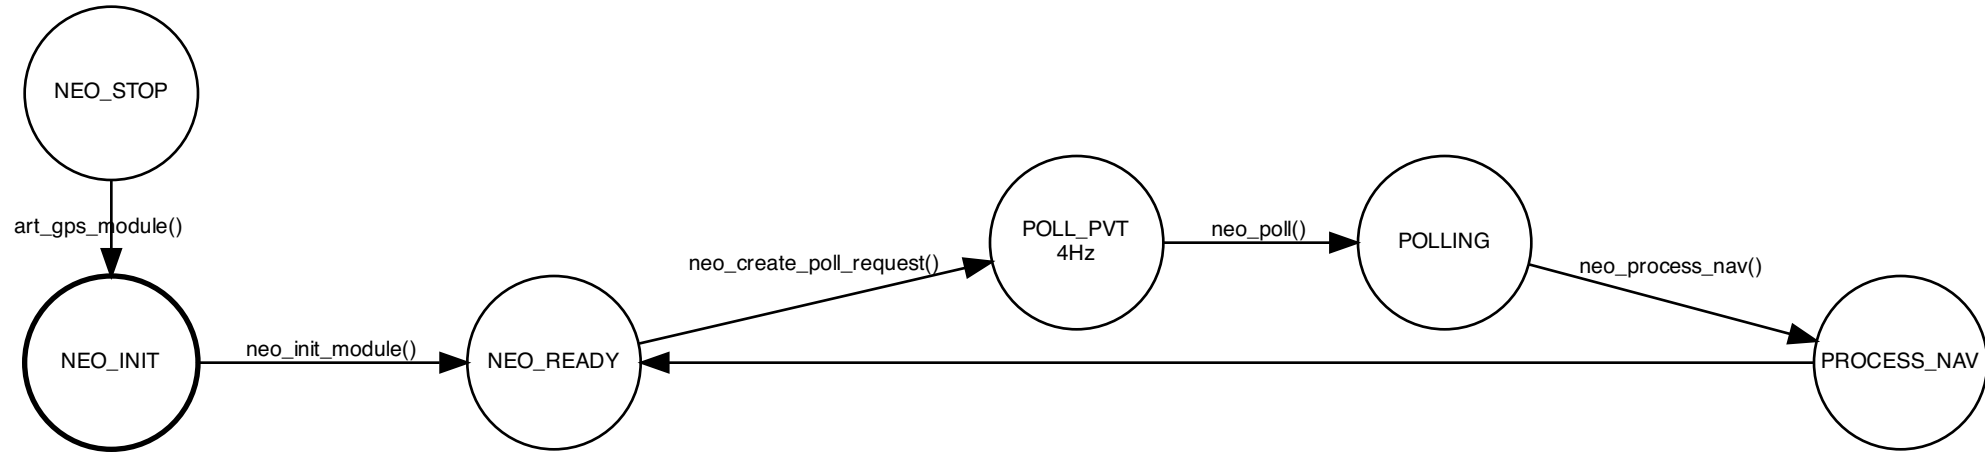 NEO_STOP
art_gps_module()
NEO_INIT
neo_init_module()
NEO_READY
neo_create_poll_request()
POLL_PVT
4Hz
neo_poll()
POLLING
neo_process_nav()
PROCESS_NAV